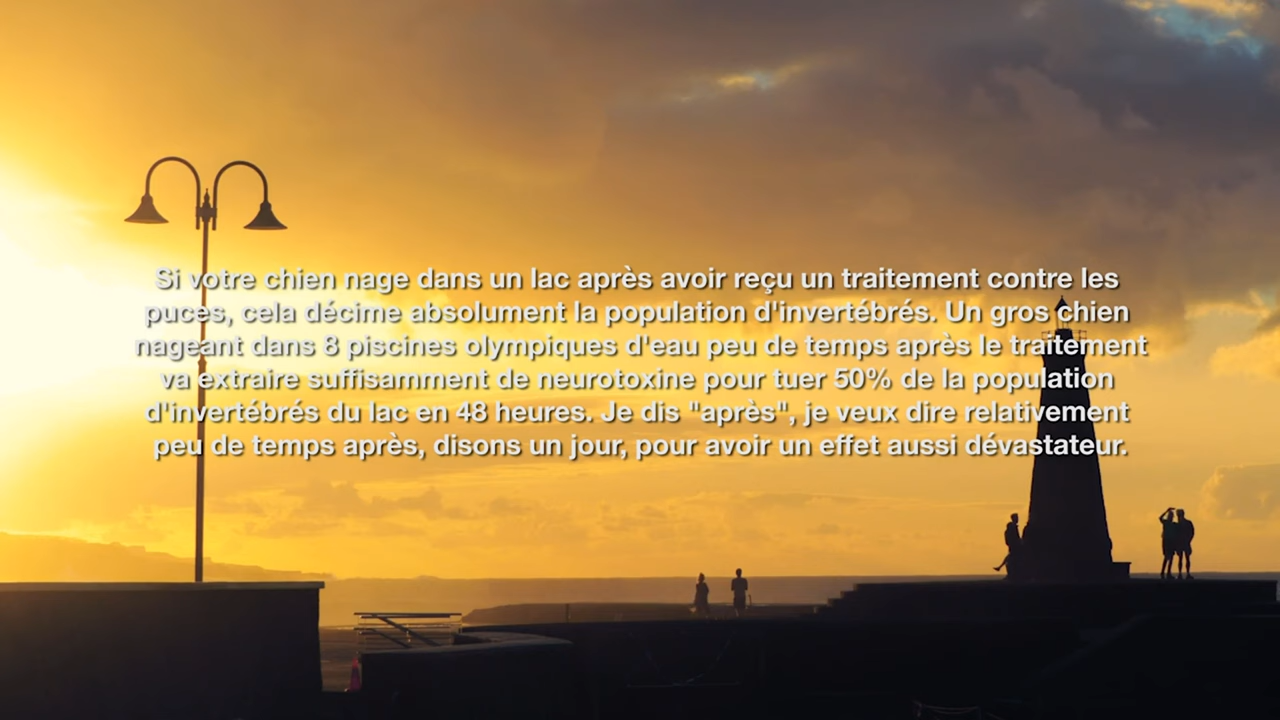 Si votre chien nage dans un lac après avoir reçu un traitement contre les
puces, cela décime absolument la population d'invertébrés. Un gros chien
nageant dans 8 piscines olympiques d'eau peu de temps après le traitement
va extraire suffisamment de neurotoxine pour tuer 50% de la population
d'invertébrés du lac en 48 heures. Je dis "après", je veux dire relativement
peu de temps après, disons un jour, pour avoir un effet aussi dévastateur.